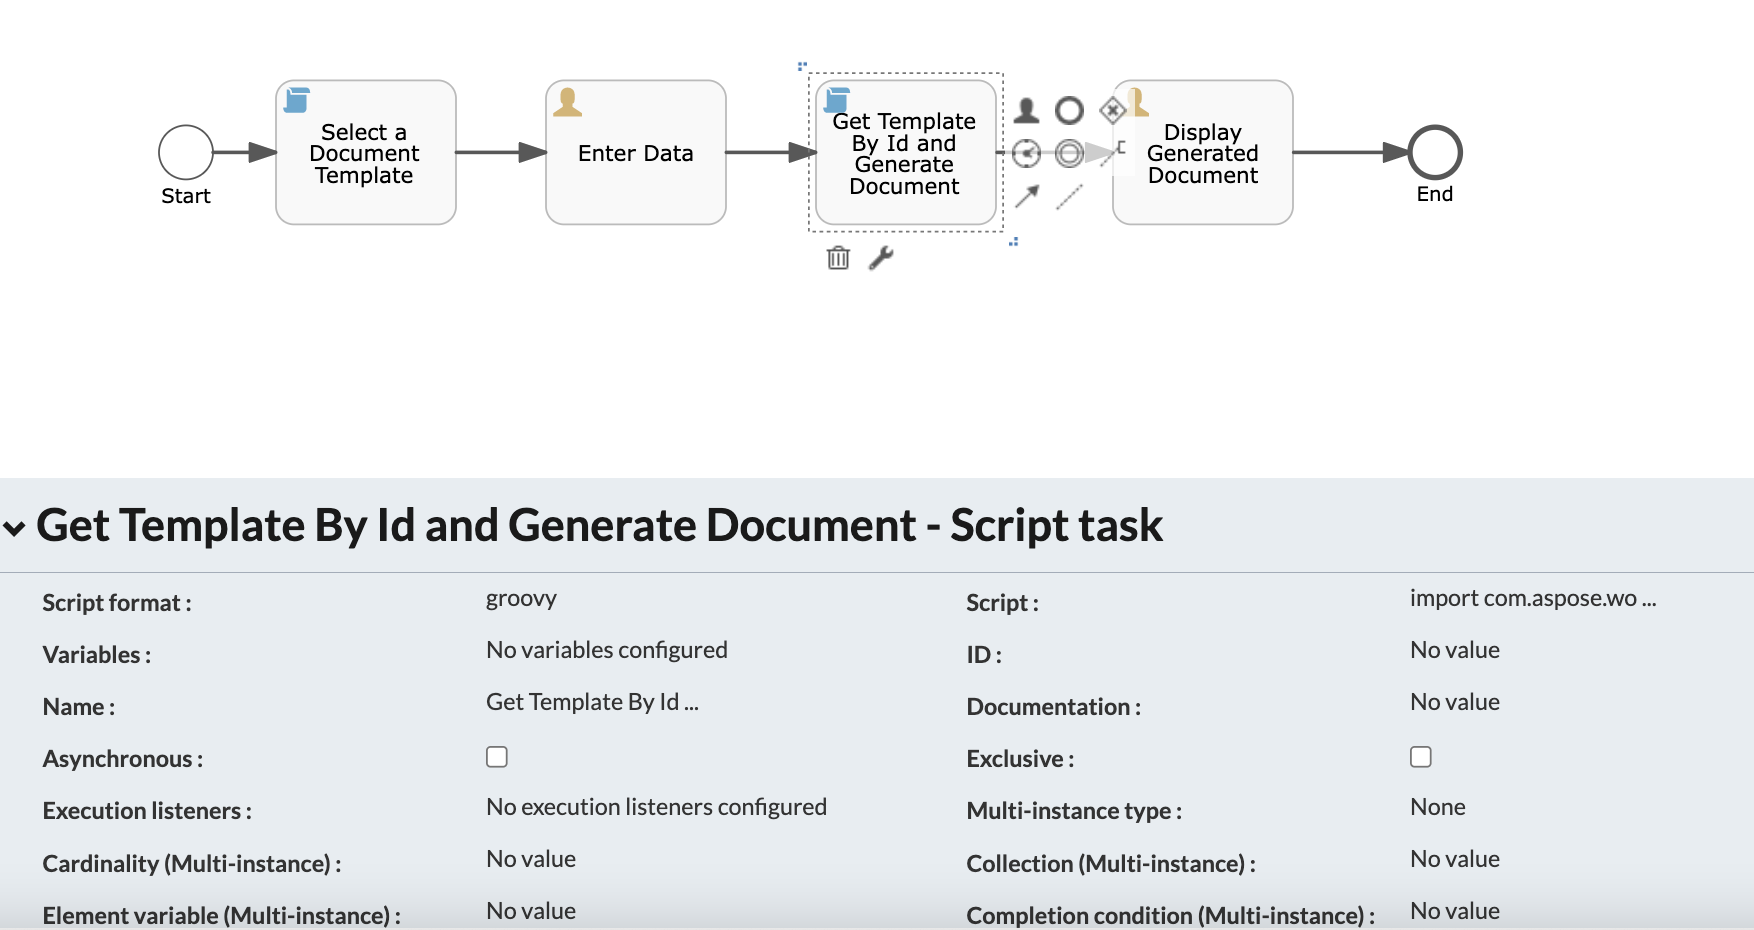 Start
Select a
Document
Template
Enter Data
Get Template
By Id and
Generate
Document
Display
Generated
Document
End
Get Template By Id and Generate Document - Script task
Script format : groovy Script : import com.aspose.wo ...
Variables : No variables configured ID : No value
Name : Get Template By Id ... Documentation : No value
Asynchronous : Exclusive :
Execution listeners : No execution listeners configured Multi-instance type : None
Cardinality (Multi-instance) : No value Collection (Multi-instance) : No value
Element variable (Multi-instance) : No value Completion condition (Multi-instance) : No value